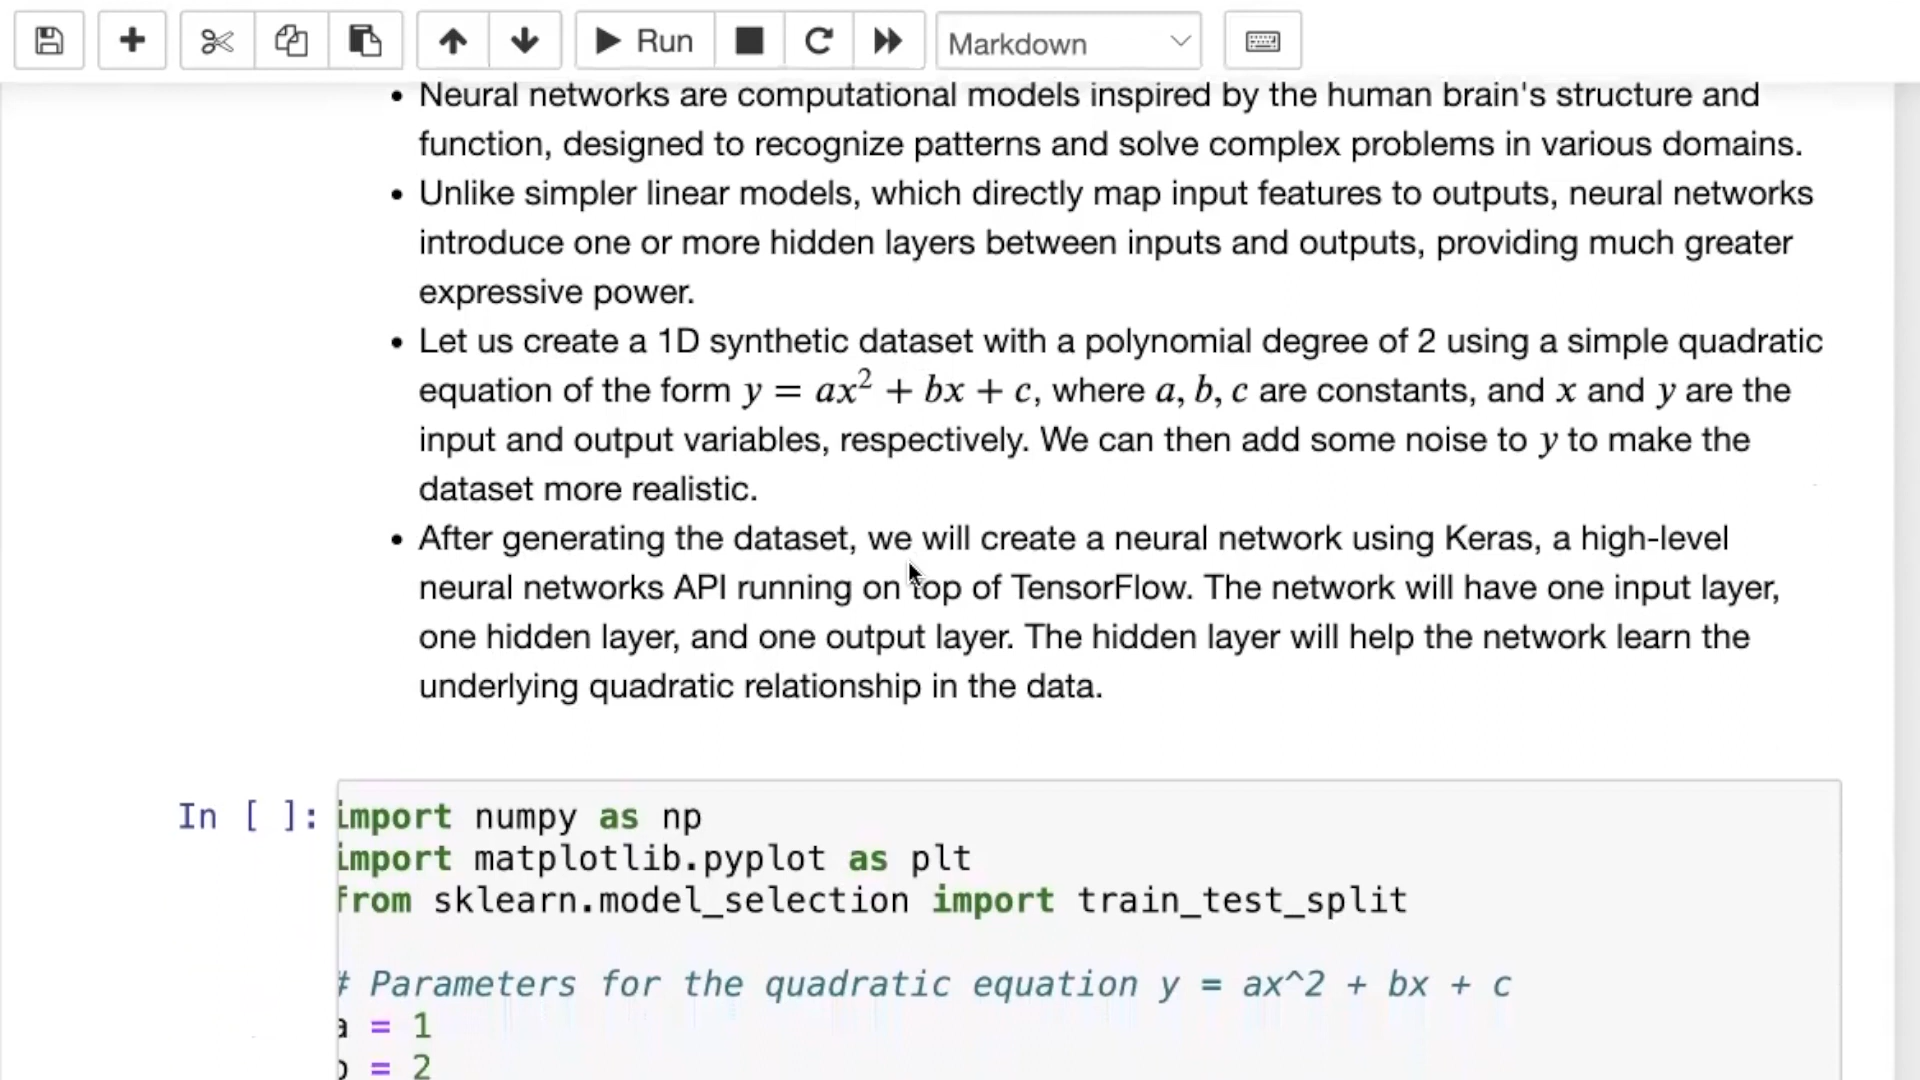 Run
Markdown
• Neural networks are computational models inspired by the human brain's structure and
function, designed to recognize patterns and solve complex problems in various domains.
• Unlike simpler linear models, which directly map input features to outputs, neural networks
introduce one or more hidden layers between inputs and outputs, providing much greater
expressive power.
• Let us create a 1D synthetic dataset with a polynomial degree of 2 using a simple quadratic
equation of the form y = ax² + bx + c, where a, b, c are constants, and x and y are the
input and output variables, respectively. We can then add some noise to y to make the
dataset more realistic.
• After generating the dataset, we will create a neural network using Keras, a high-level
neural networks API running on top of TensorFlow. The network will have one input layer,
one hidden layer, and one output layer. The hidden layer will help the network learn the
underlying quadratic relationship in the data.
In [ ]: import numpy as np
import matplotlib.pyplot as plt
from sklearn.model_selection import train_test_split
# Parameters for the quadratic equation y = ax^2 + bx + c
a = 1
b = 2